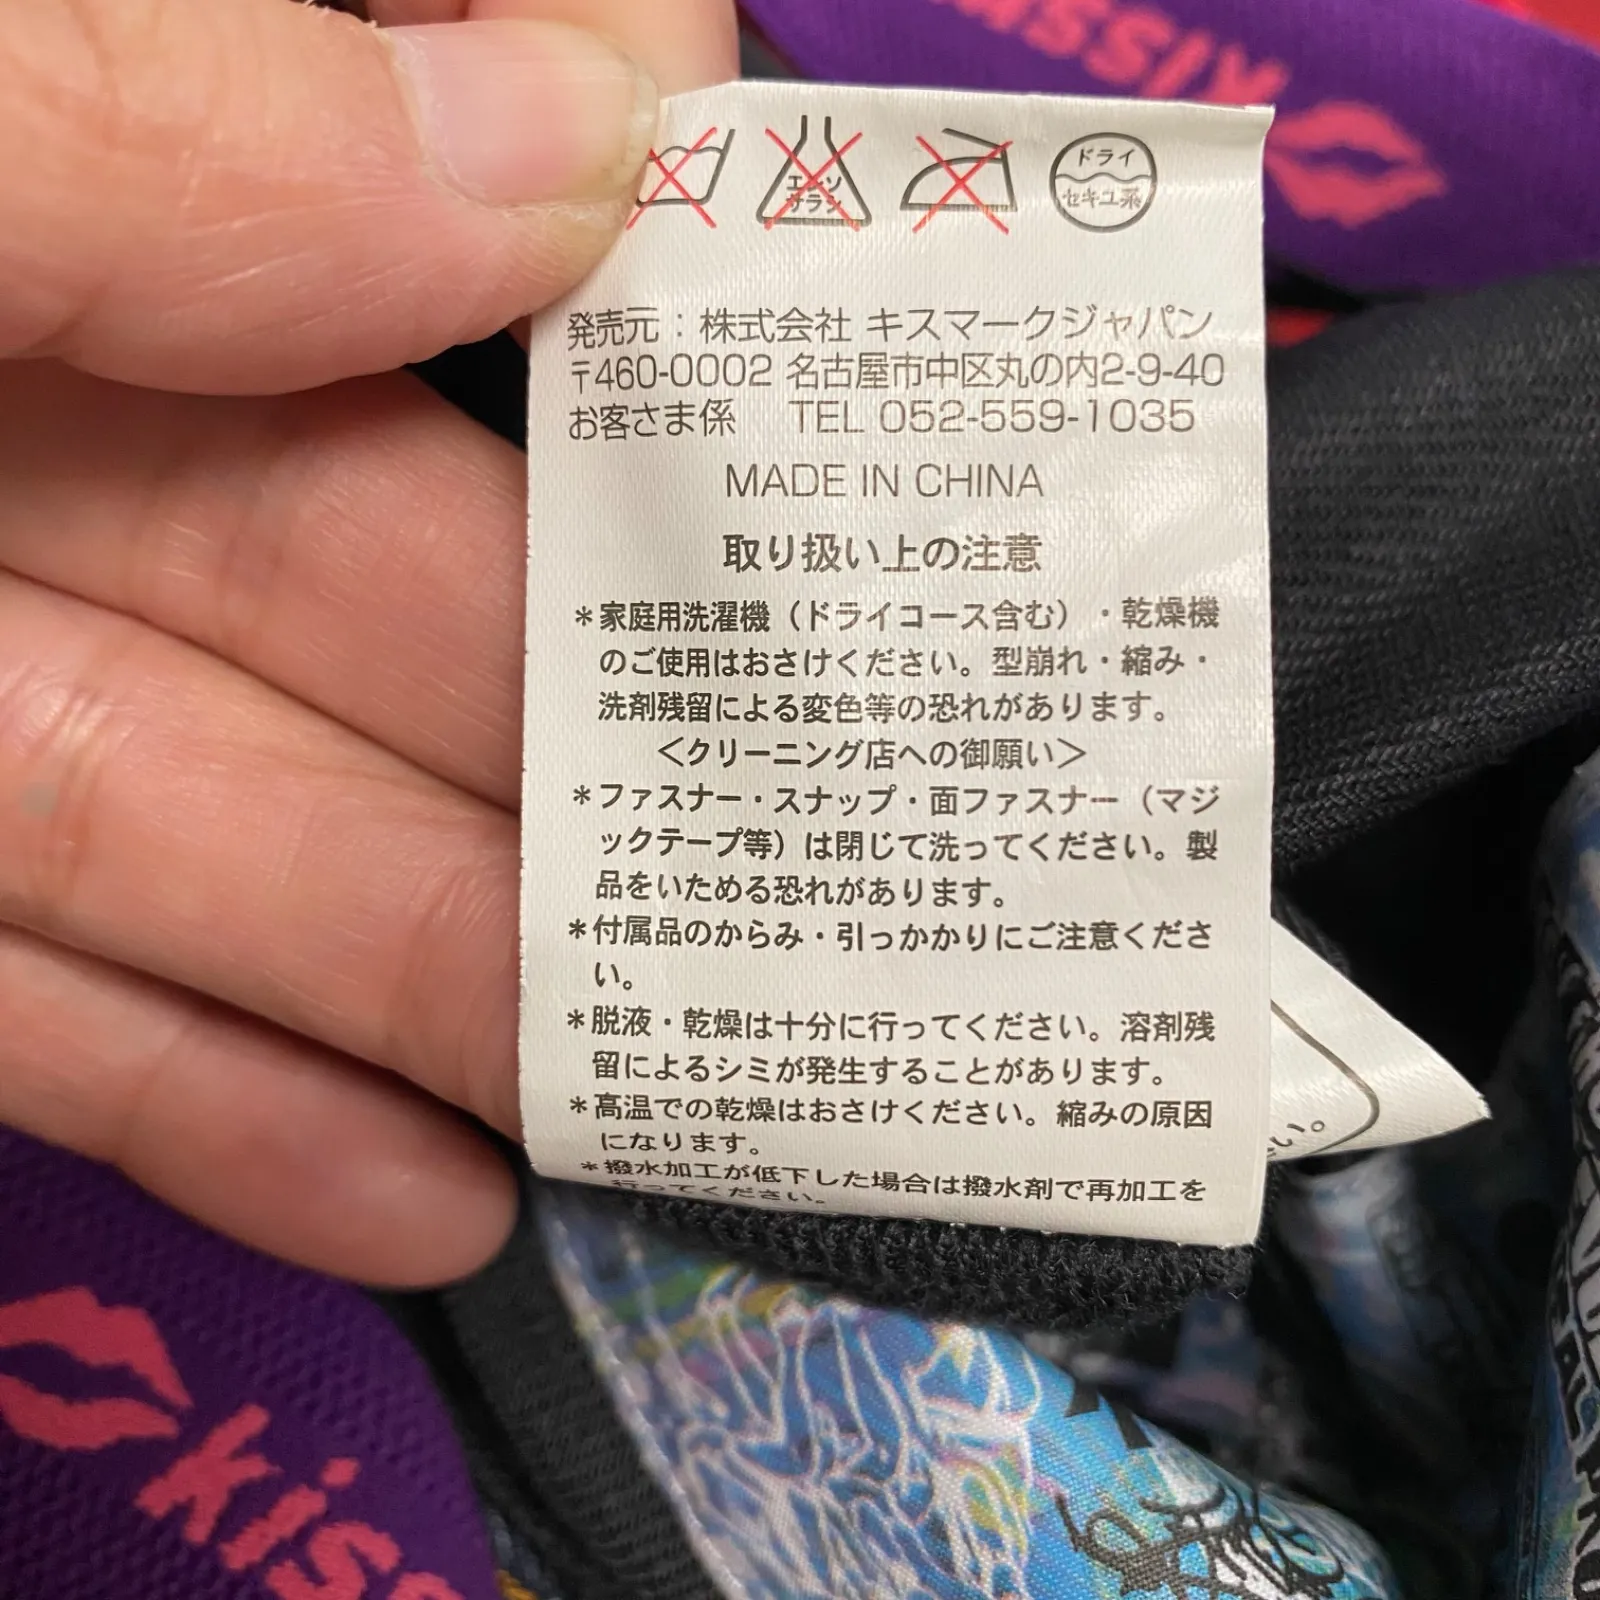 kissm
エンソ
サラシ
ドライ
セキユ系
発売元：株式会社 キスマークジャパン
〒460-0002 名古屋市中区丸の内2-9-40
お客さま係 TEL 052-559-1035
MADE IN CHINA
取り扱い上の注意
＊家庭用洗濯機（ドライコース含む）・乾燥機
のご使用はおさけください。型崩れ・縮み・
洗剤残留による変色等の恐れがあります。
＜クリーニング店への御願い＞
＊ファスナー・スナップ・面ファスナー（マジ
ックテープ等）は閉じて洗ってください。製
品をいためる恐れがあります。
＊付属品のからみ・引っかかりにご注意くださ
い。
＊脱液・乾燥は十分に行ってください。溶剤残
留によるシミが発生することがあります。
＊高温での乾燥はおさけください。縮みの原因
になります。
＊撥水加工が低下した場合は撥水剤で再加工を
行ってください。
kiss